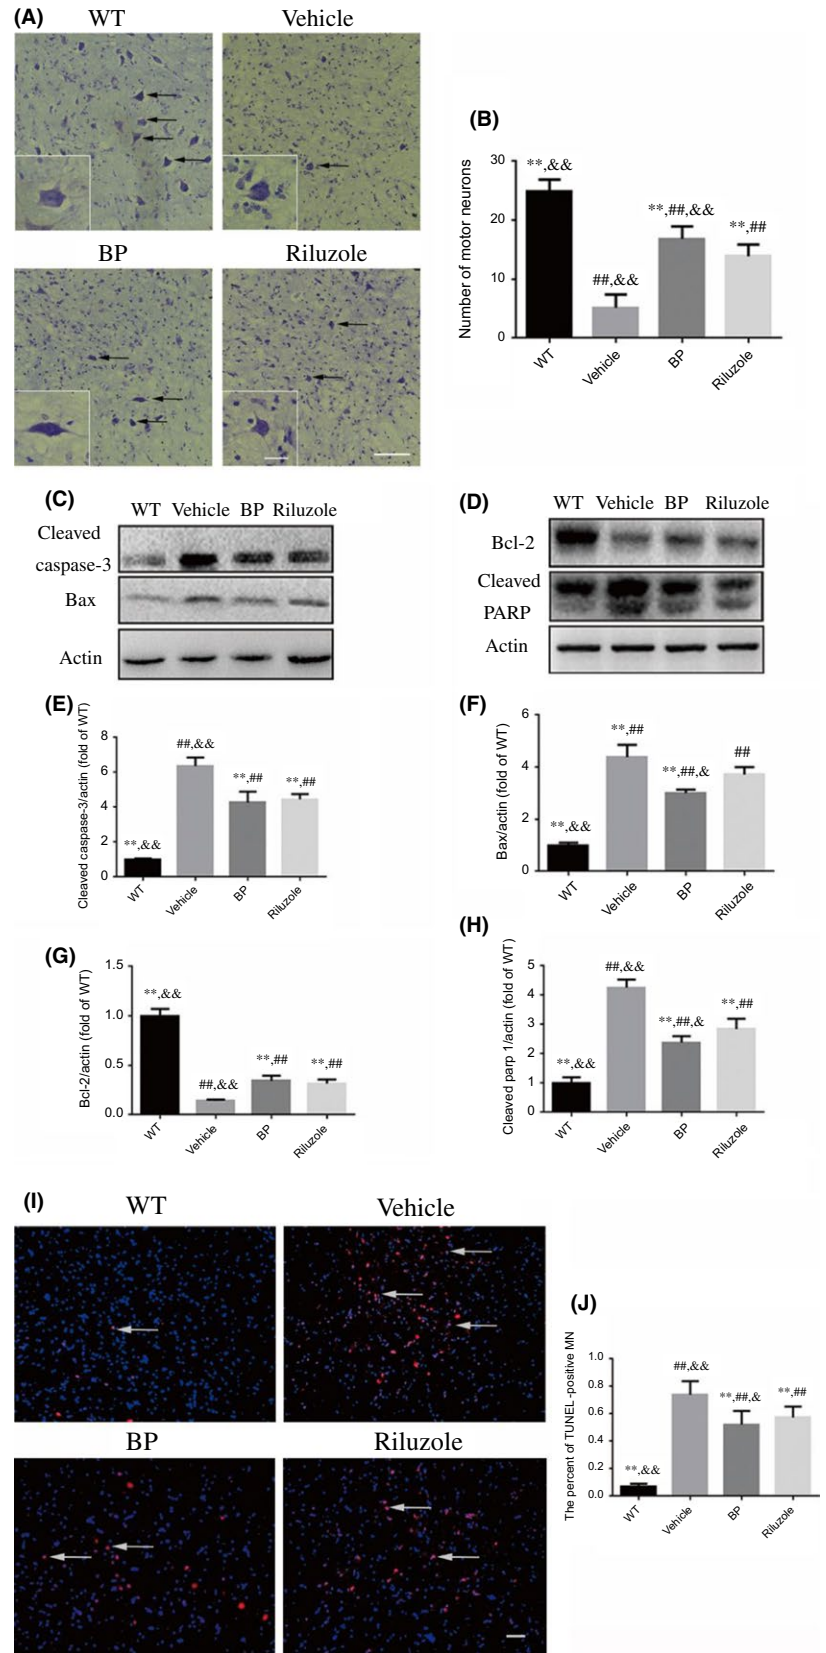 (A)
WT Vehicle
BP Riluzole
(B)
Number of motor neurons
30
20
10
0
**,&&
##,&&
**,##,&&
**,##
WT
Vehicle
BP
Riluzole
(C)
WT Vehicle BP Riluzole
Cleaved
caspase-3
Bax
Actin
(D)
WT Vehicle BP Riluzole
Bcl-2
Cleaved
PARP
Actin
(E)
Cleaved caspase-3/actin (fold of WT)
8
6
4
2
0
**,&&
##,&&
**,##
**,##
WT
Vehicle
BP
Riluzole
(F)
Bax/actin (fold of WT)
6
4
2
0
**,&&
**,##
**,##,&
##
WT
Vehicle
BP
Riluzole
(G)
Bcl-2/actin (fold of WT)
1.5
1.0
0.5
0.0
**,&&
##,&&
**,##
**,##
WT
Vehicle
BP
Riluzole
(H)
Cleaved parp 1/actin (fold of WT)
5
4
3
2
1
0
**,&&
##,&&
**,##,&
**,##
WT
Vehicle
BP
Riluzole
(I)
WT Vehicle
BP Riluzole
(J)
The percent of TUNEL -positive MN
1.0
0.8
0.6
0.4
0.2
0.0
**,&&
##,&&
**,##,&
**,##
WT
Vehicle
BP
Riluzole